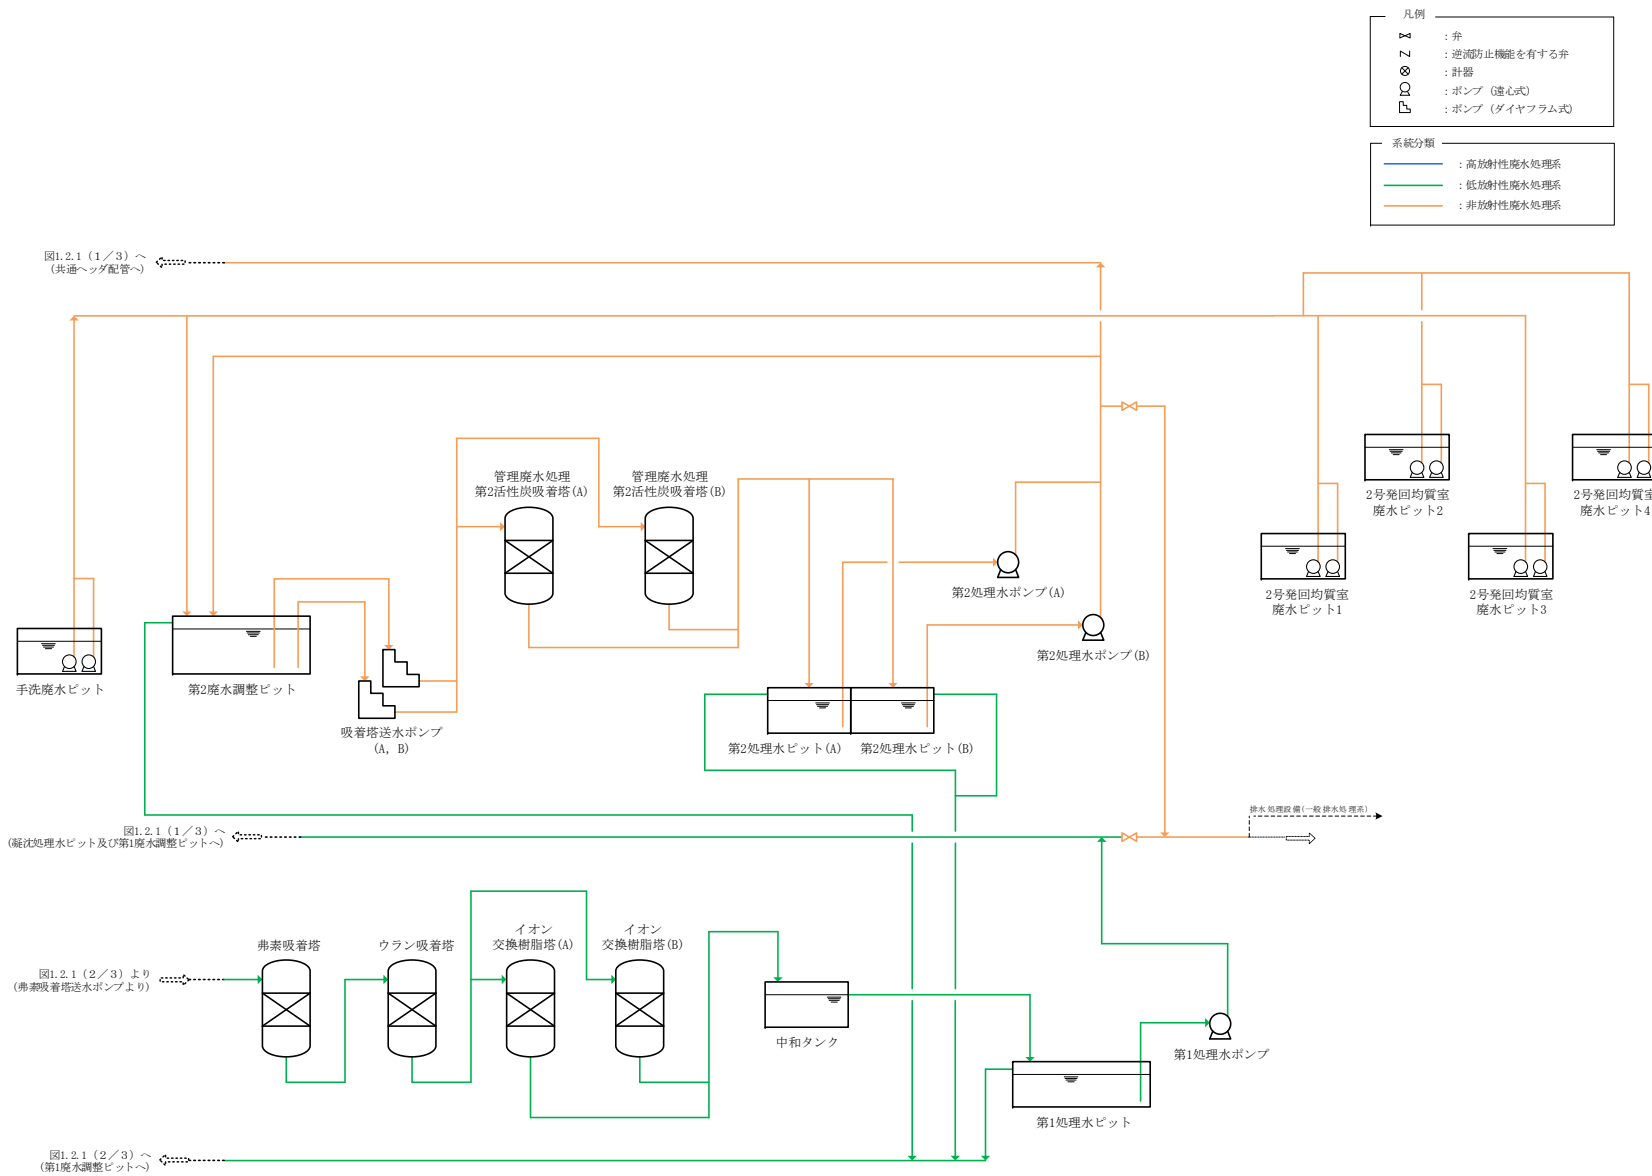 凡例
：弁
：逆流防止機能を有する弁
：計器
：ポンプ（遠心式）
：ポンプ（ダイヤフラム式）
系統分類
：高放射性廃水処理系
：低放射性廃水処理系
：非放射性廃水処理系
図1.2.1（1／3）へ
(共通ヘッダ配管へ)
管理廃水処理
第2活性炭吸着塔(A)
管理廃水処理
第2活性炭吸着塔(B)
2号発回均質室
廃水ピット2
2号発回均質室
廃水ピット4
第2処理水ポンプ(A)
2号発回均質室
廃水ピット1
2号発回均質室
廃水ピット3
第2処理水ポンプ(B)
手洗廃水ピット
第2廃水調整ピット
吸着塔送水ポンプ
(A, B)
第2処理水ピット(A)
第2処理水ピット(B)
排水処理設備(一般排水処理系)
図1.2.1（1／3）へ
(凝沈処理水ピット及び第1廃水調整ピットへ)
弗素吸着塔
ウラン吸着塔
イオン
交換樹脂塔(A)
イオン
交換樹脂塔(B)
図1.2.1（2／3）より
(弗素吸着塔送水ポンプより)
中和タンク
第1処理水ポンプ
第1処理水ピット
図1.2.1（2／3）へ
(第1廃水調整ピットへ)